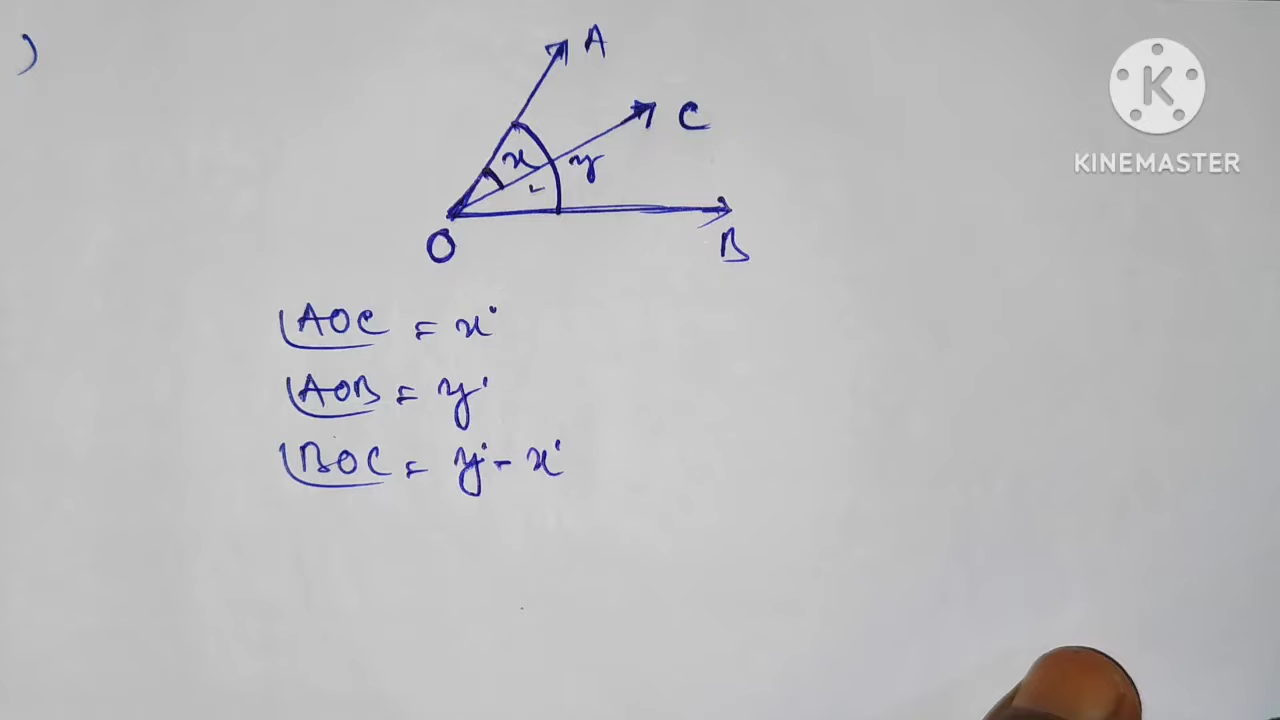 )
A
C
x y
O
B
∠AOC = x°
∠AOB = y°
∠BOC = y° - x°
K
KINEMASTER